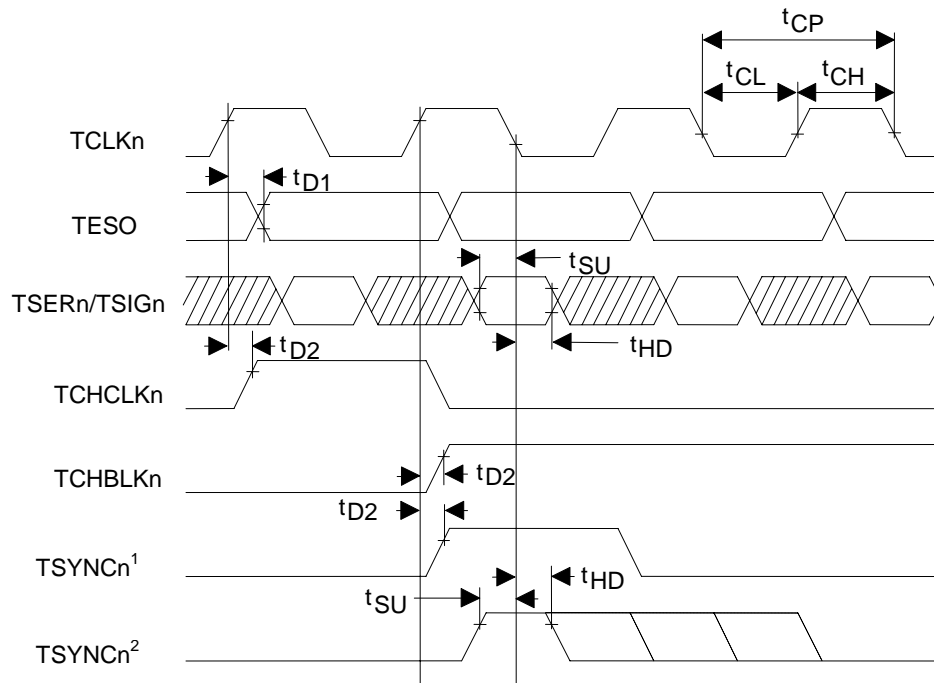 tCP
tCL
tCH
TCLKn
tD1
TESO
tSU
TSERn/TSIGn
tD2
tHD
TCHCLKn
TCHBLKn
tD2
tD2
TSYNCn1
tHD
tSU
TSYNCn2